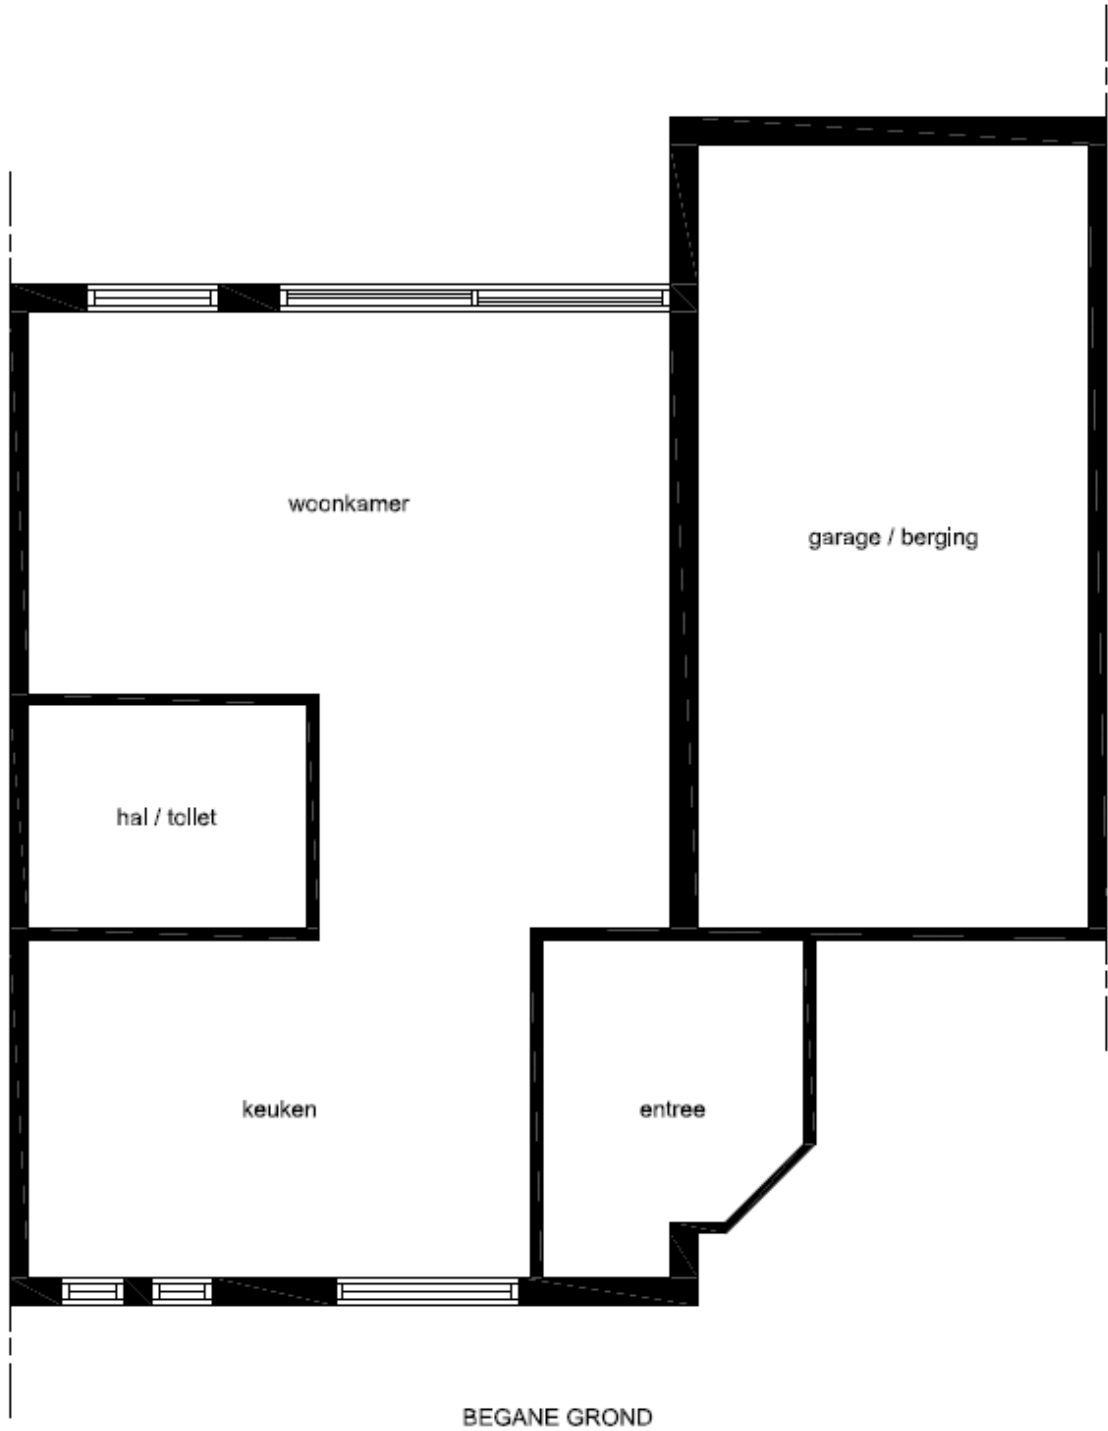 woonkamer
garage / berging
hal / toilet
keuken
entree
BEGANE GROND